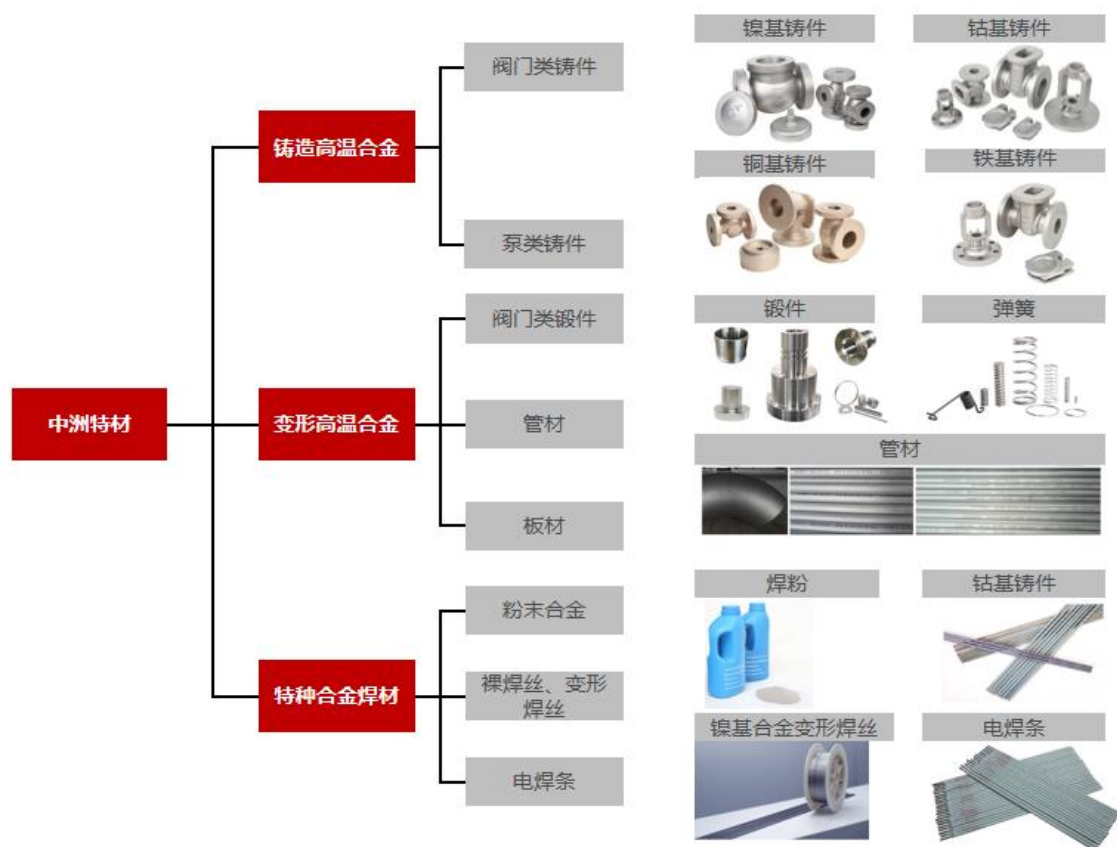 镍基铸件
钴基铸件
阀门类铸件
铸造高温合金
铜基铸件
铁基铸件
泵类铸件
阀门类锻件
锻件
弹簧
中洲特材
变形高温合金
管材
管材
板材
焊粉
钴基铸件
粉末合金
特种合金焊材
裸焊丝、变形
焊丝
镍基合金变形焊丝
电焊条
电焊条